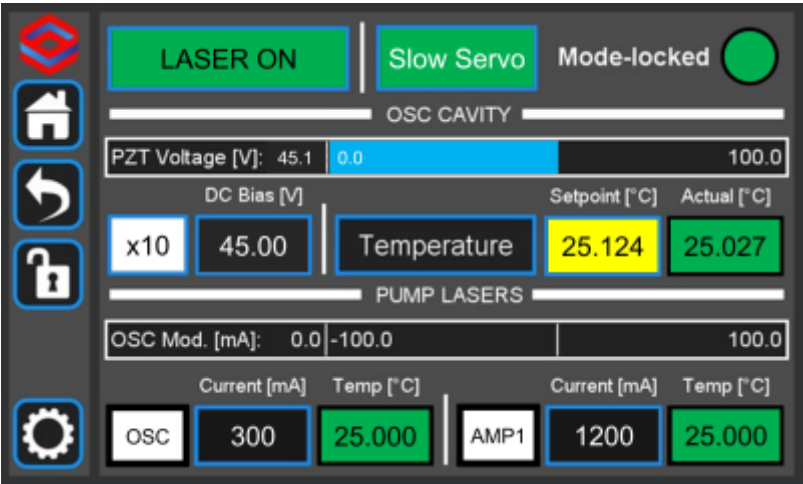 LASER ON Slow Servo Mode-locked
OSC CAVITY
PZT Voltage [V]: 45.1 0.0 100.0
DC Bias [V] Setpoint [°C] Actual [°C]
x10 45.00 Temperature 25.124 25.027
PUMP LASERS
OSC Mod. [mA]: 0.0 -100.0 100.0
Current [mA] Temp [°C] Current [mA] Temp [°C]
OSC 300 25.000 AMP1 1200 25.000